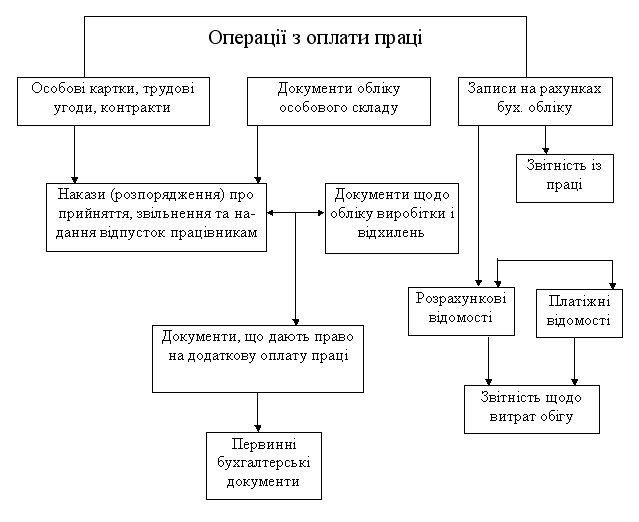 Операції з оплати праці
Особові картки, трудові
угоди, контракти
Документи обліку
особового складу
Записи на рахунках
бух. обліку
Звітність із
праці
Накази (розпорядження) про
прийняття, звільнення та на-
дання відпусток працівникам
Документи щодо
обліку виробітки і
відхилень
Розрахункові
відомості
Платіжні
відомості
Документи, що дають право
на додаткову оплату праці
Звітність щодо
витрат обігу
Первинні
бухгалтерські
документи